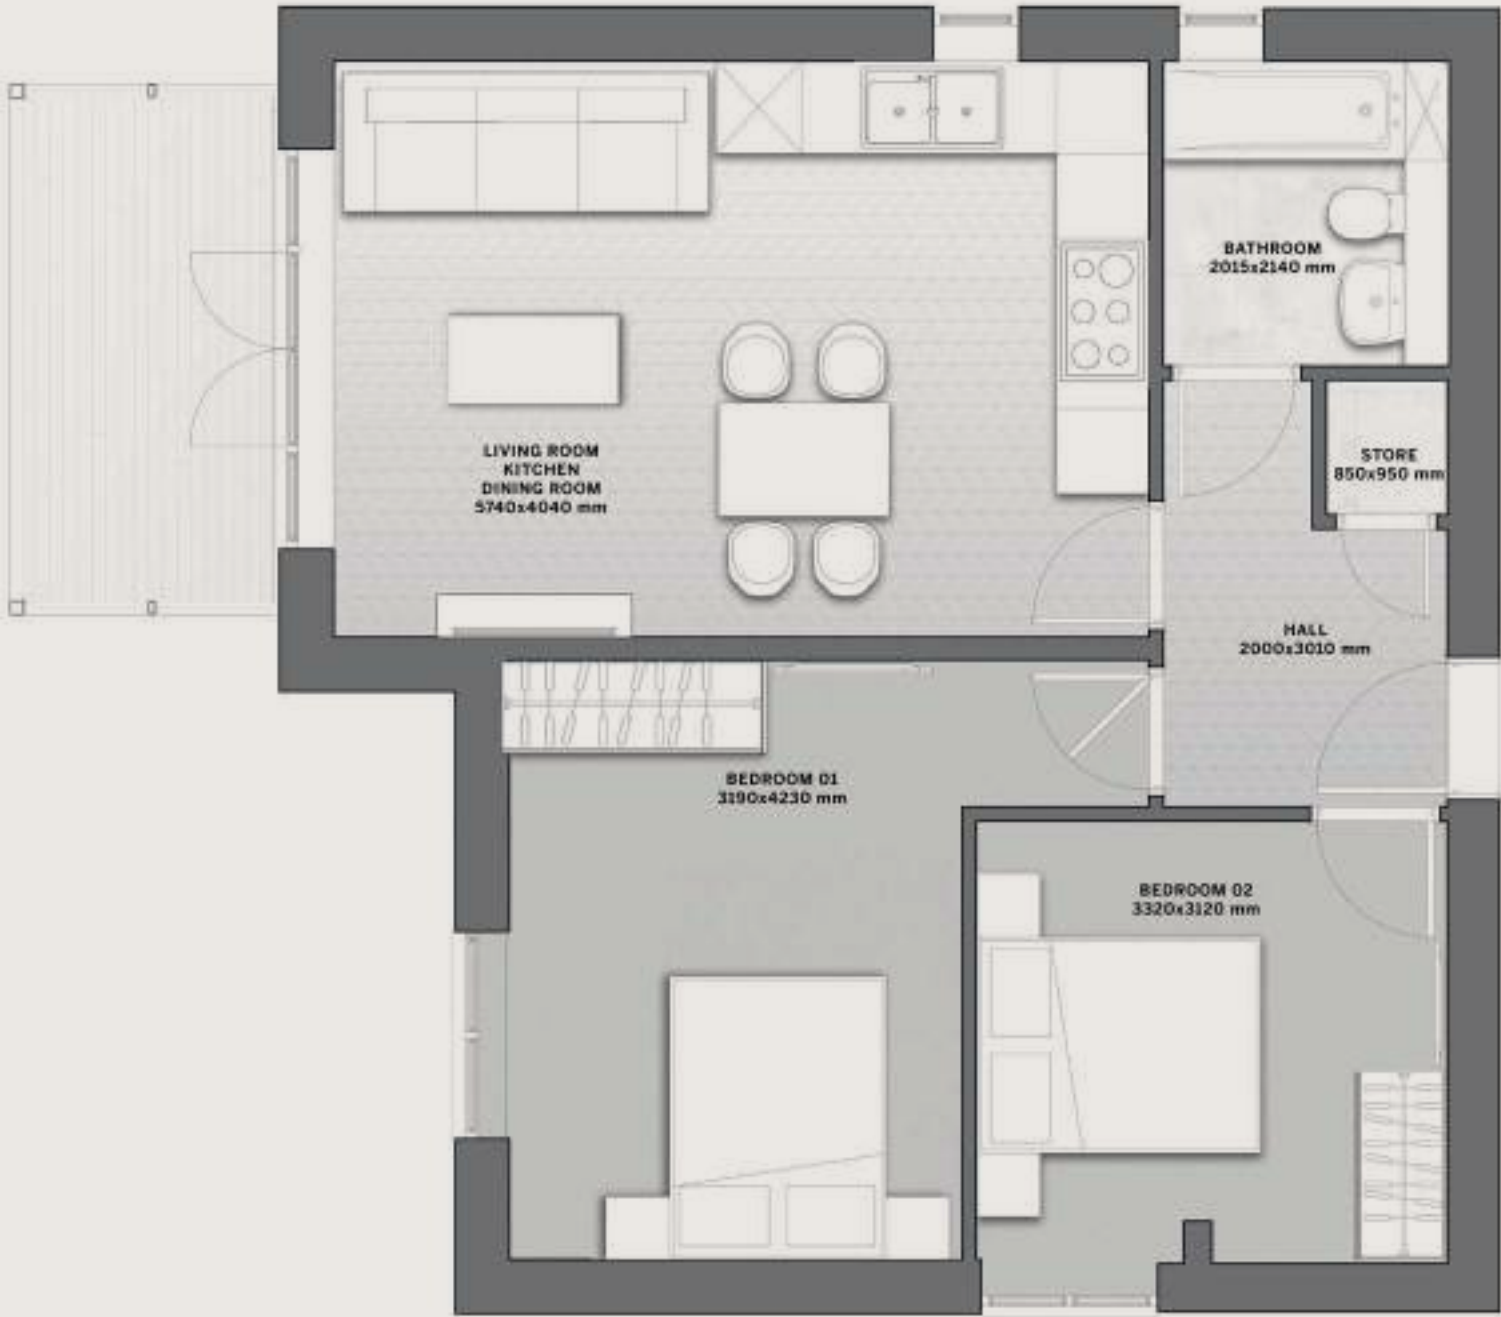 BATHROOM
2015x2140 mm
LIVING ROOM
KITCHEN
DINING ROOM
5740x4040 mm
STORE
850x950 mm
HALL
2000x3010 mm
BEDROOM 01
3190x4230 mm
BEDROOM 02
3320x3120 mm